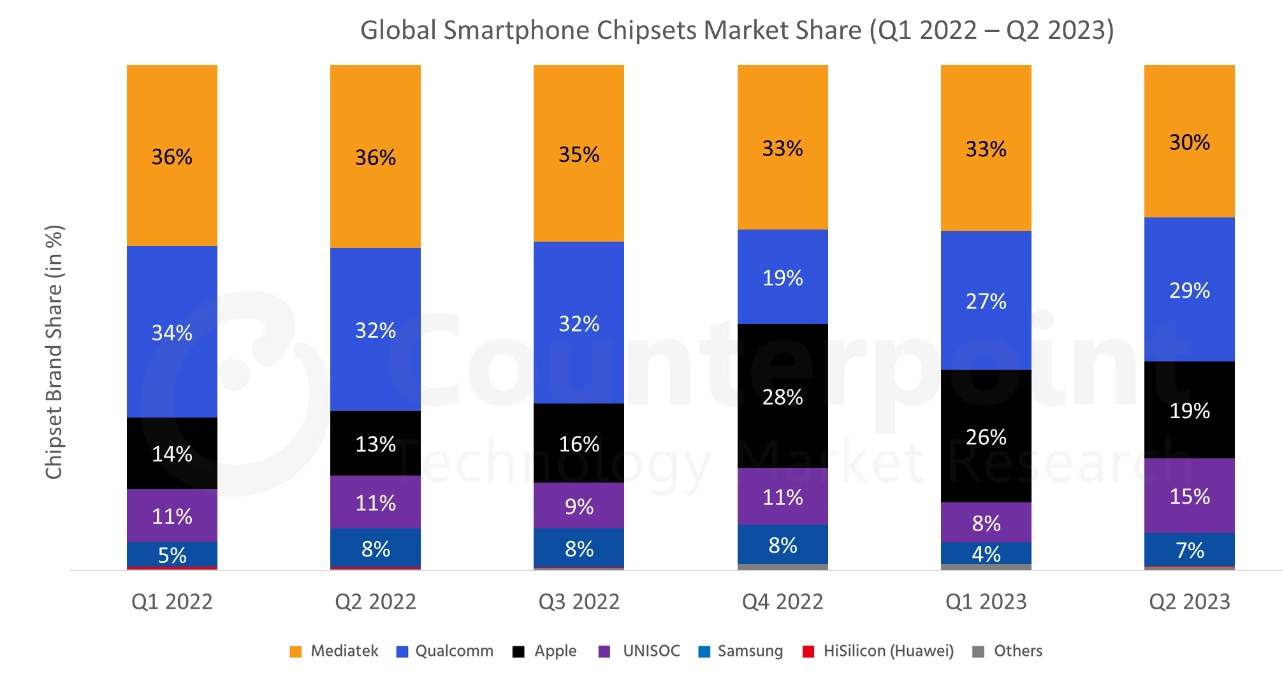 Global Smartphone Chipsets Market Share (Q1 2022 – Q2 2023)
Chipset Brand Share (in %)
36% 36% 35% 33% 33% 30%
34% 32% 32% 19% 27% 29%
14% 13% 16% 28% 26% 19%
11% 11% 9% 11% 8% 15%
5% 8% 8% 8% 4% 7%
Counterpoint
Technology Market Research
Q1 2022 Q2 2022 Q3 2022 Q4 2022 Q1 2023 Q2 2023
Mediatek Qualcomm Apple UNISOC Samsung HiSilicon (Huawei) Others